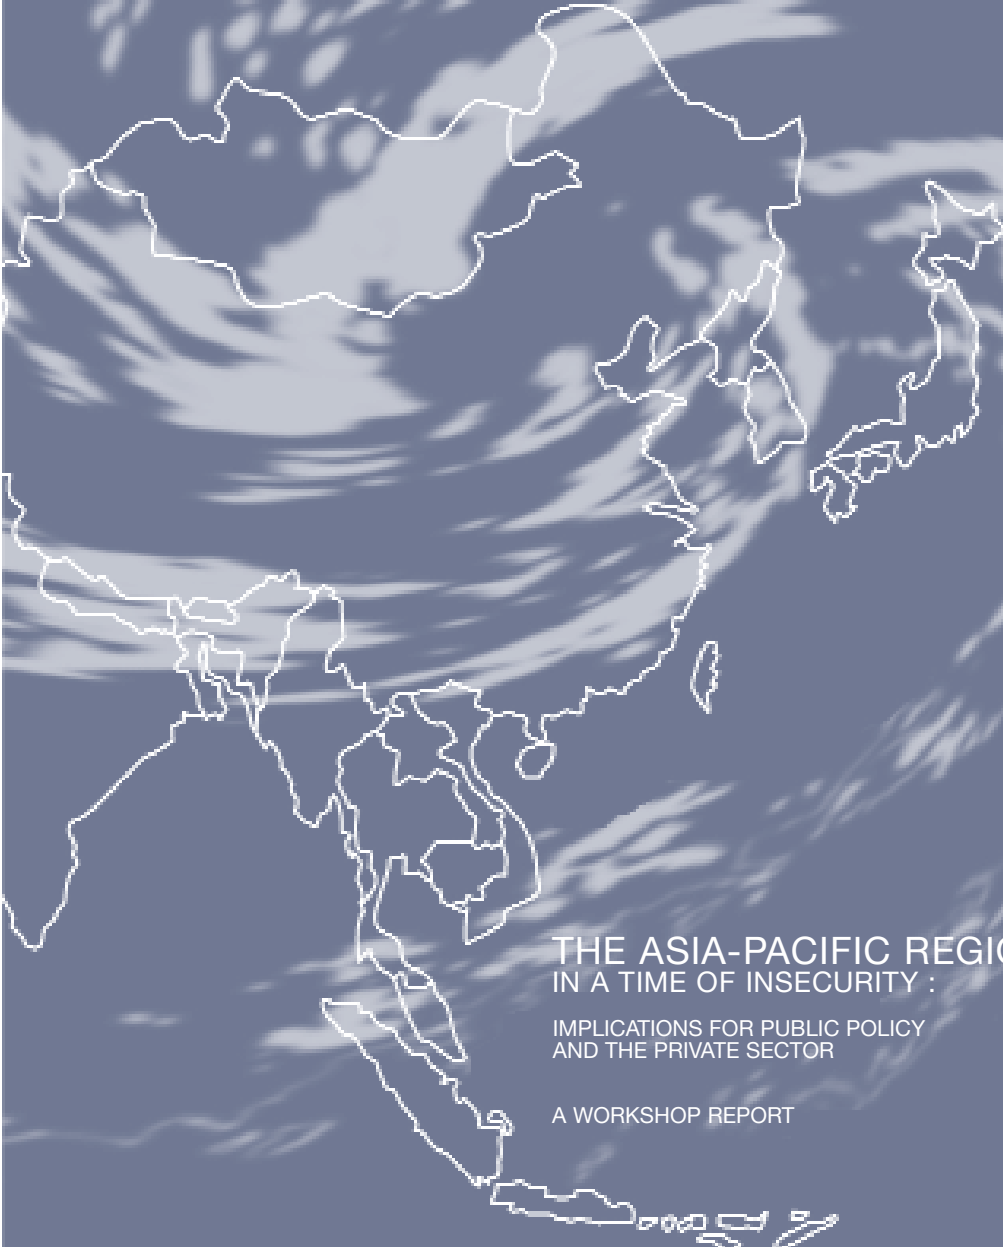 THE ASIA-PACIFIC REGIO
IN A TIME OF INSECURITY :
IMPLICATIONS FOR PUBLIC POLICY
AND THE PRIVATE SECTOR
A WORKSHOP REPORT